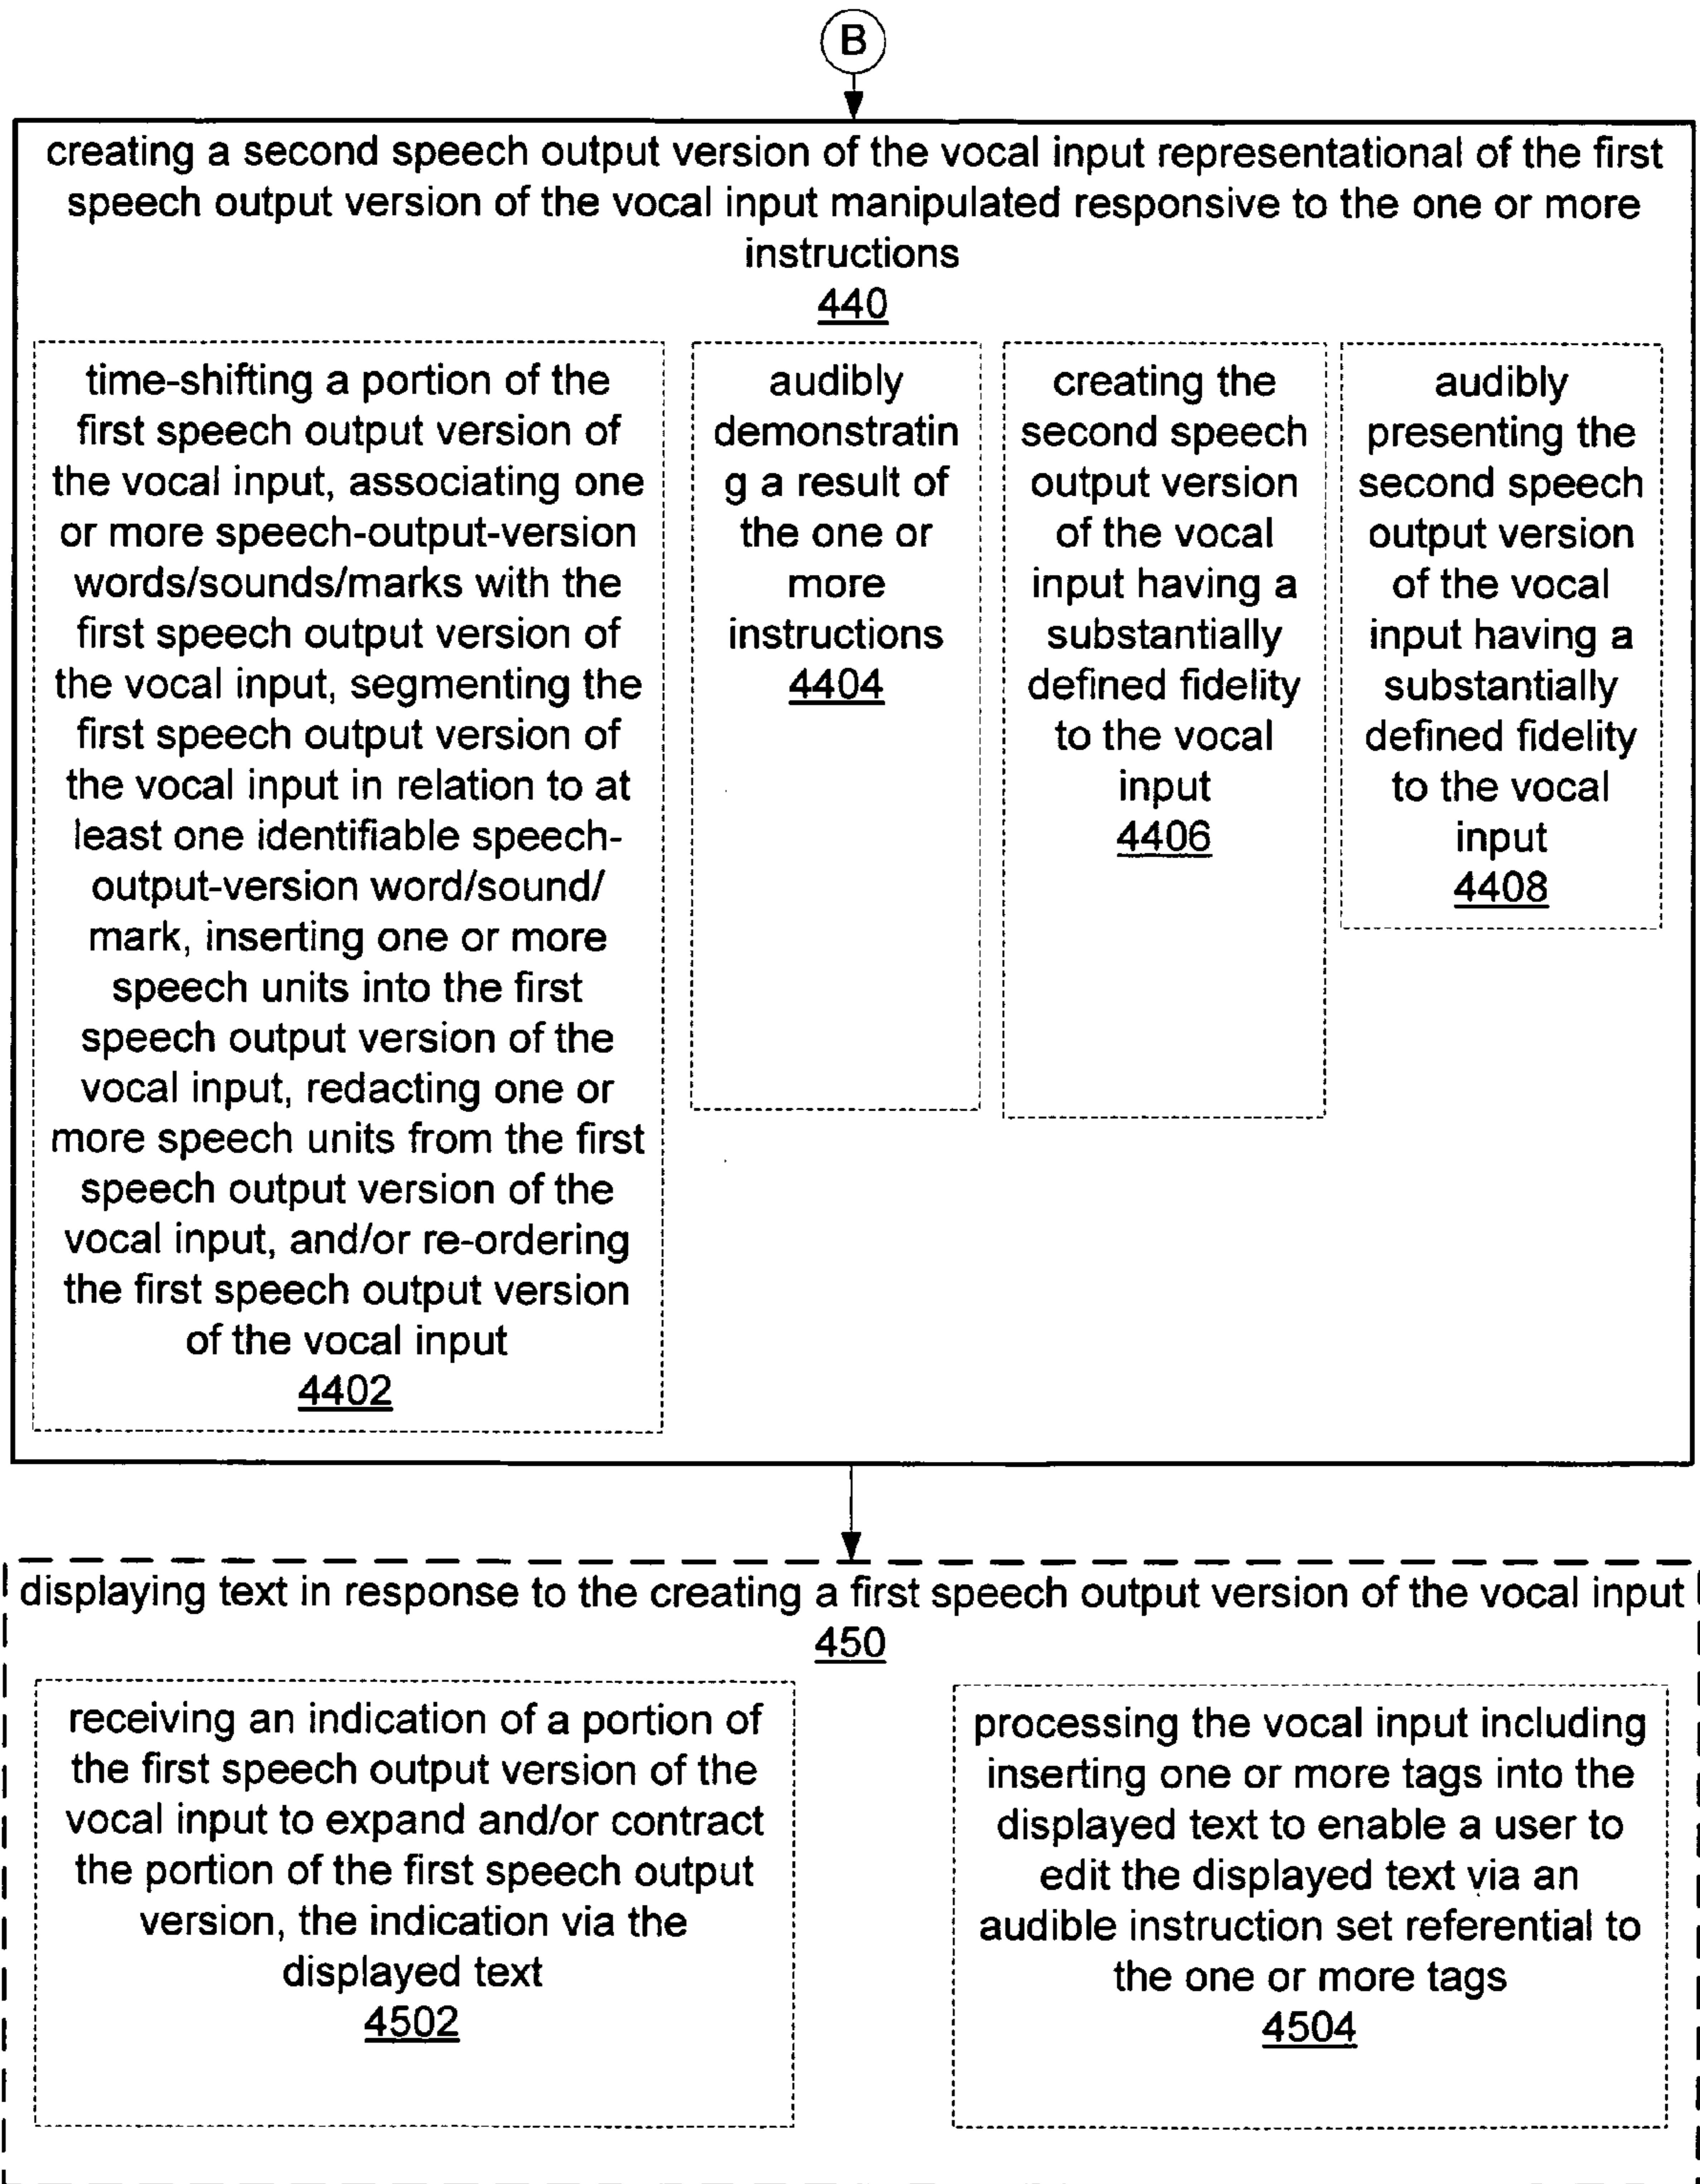 B
creating a second speech output version of the vocal input representational of the first
speech output version of the vocal input manipulated responsive to the one or more
instructions
440
time-shifting a portion of the
first speech output version of
the vocal input, associating one
or more speech-output-version
words/sounds/marks with the
first speech output version of
the vocal input, segmenting the
first speech output version of
the vocal input in relation to at
least one identifiable speech-
output-version word/sound/
mark, inserting one or more
speech units into the first
speech output version of the
vocal input, redacting one or
more speech units from the first
speech output version of the
vocal input, and/or re-ordering
the first speech output version
of the vocal input
4402
audibly
demonstratin
g a result of
the one or
more
instructions
4404
creating the
second speech
output version
of the vocal
input having a
substantially
defined fidelity
to the vocal
input
4406
audibly
presenting the
second speech
output version
of the vocal
input having a
substantially
defined fidelity
to the vocal
input
4408
displaying text in response to the creating a first speech output version of the vocal input
450
receiving an indication of a portion of
the first speech output version of the
vocal input to expand and/or contract
the portion of the first speech output
version, the indication via the
displayed text
4502
processing the vocal input including
inserting one or more tags into the
displayed text to enable a user to
edit the displayed text via an
audible instruction set referential to
the one or more tags
4504